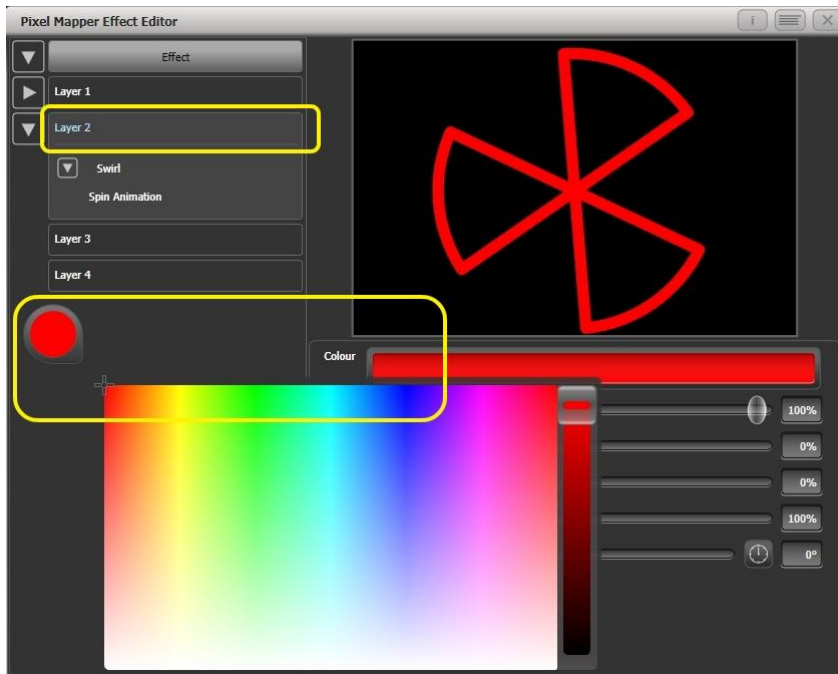 Pixel Mapper Effect Editor
i
Effect
Layer 1
Layer 2
Swirl
Spin Animation
Layer 3
Layer 4
Colour
100%
0%
0%
100%
0°